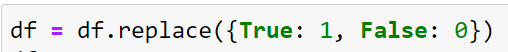 df = df.replace({True: 1, False: 0})